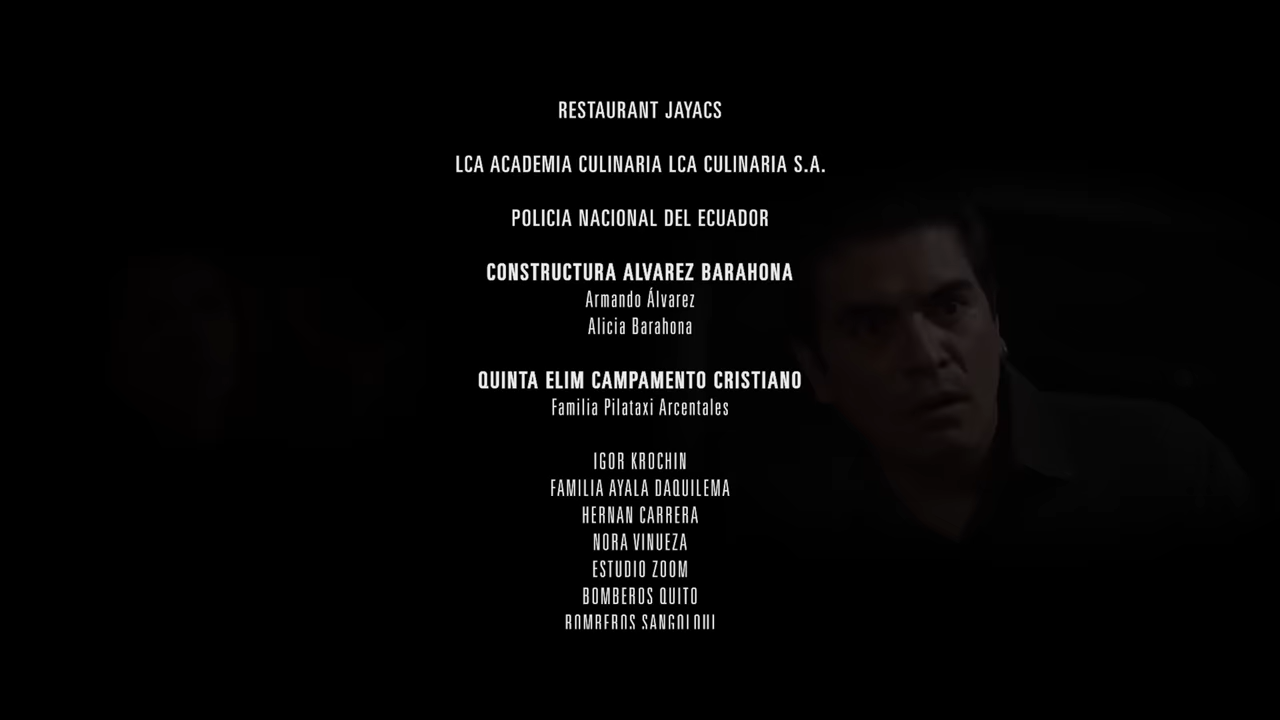 RESTAURANT JAYACS
LCA ACADEMIA CULINARIA LCA CULINARIA S.A.
POLICIA NACIONAL DEL ECUADOR
CONSTRUCTURA ALVAREZ BARAHONA
Armando Álvarez
Alicia Barahona
QUINTA ELIM CAMPAMENTO CRISTIANO
Familia Pilataxi Arcentales
IGOR KROCHIN
FAMILIA AYALA DAQUILEMA
HERNAN CARRERA
NORA VINUEZA
ESTUDIO ZOOM
BOMBEROS QUITO
BOMBEROS SANGOLQUI